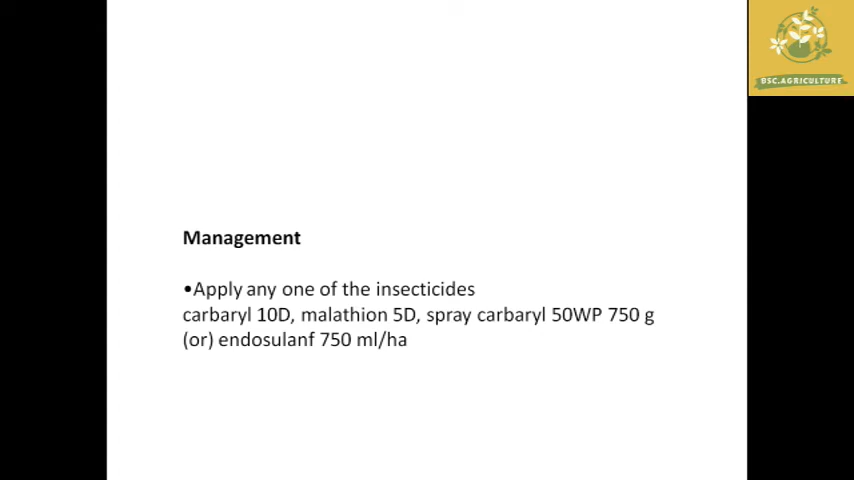 BSC.AGRICULTURE
Management
•Apply any one of the insecticides
carbaryl 10D, malathion 5D, spray carbaryl 50WP 750 g
(or) endosulanf 750 ml/ha